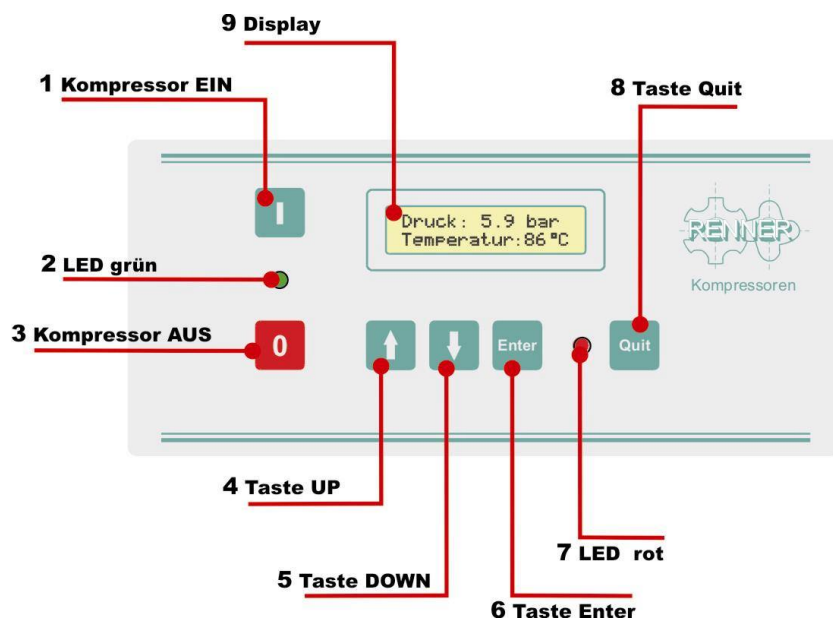 9 Display
1 Kompressor EIN
8 Taste Quit
I
Druck: 5.9 bar
Temperatur:86°C
RENNER
Kompressoren
2 LED grün
3 Kompressor AUS
0
Enter
Quit
4 Taste UP
7 LED rot
5 Taste DOWN
6 Taste Enter